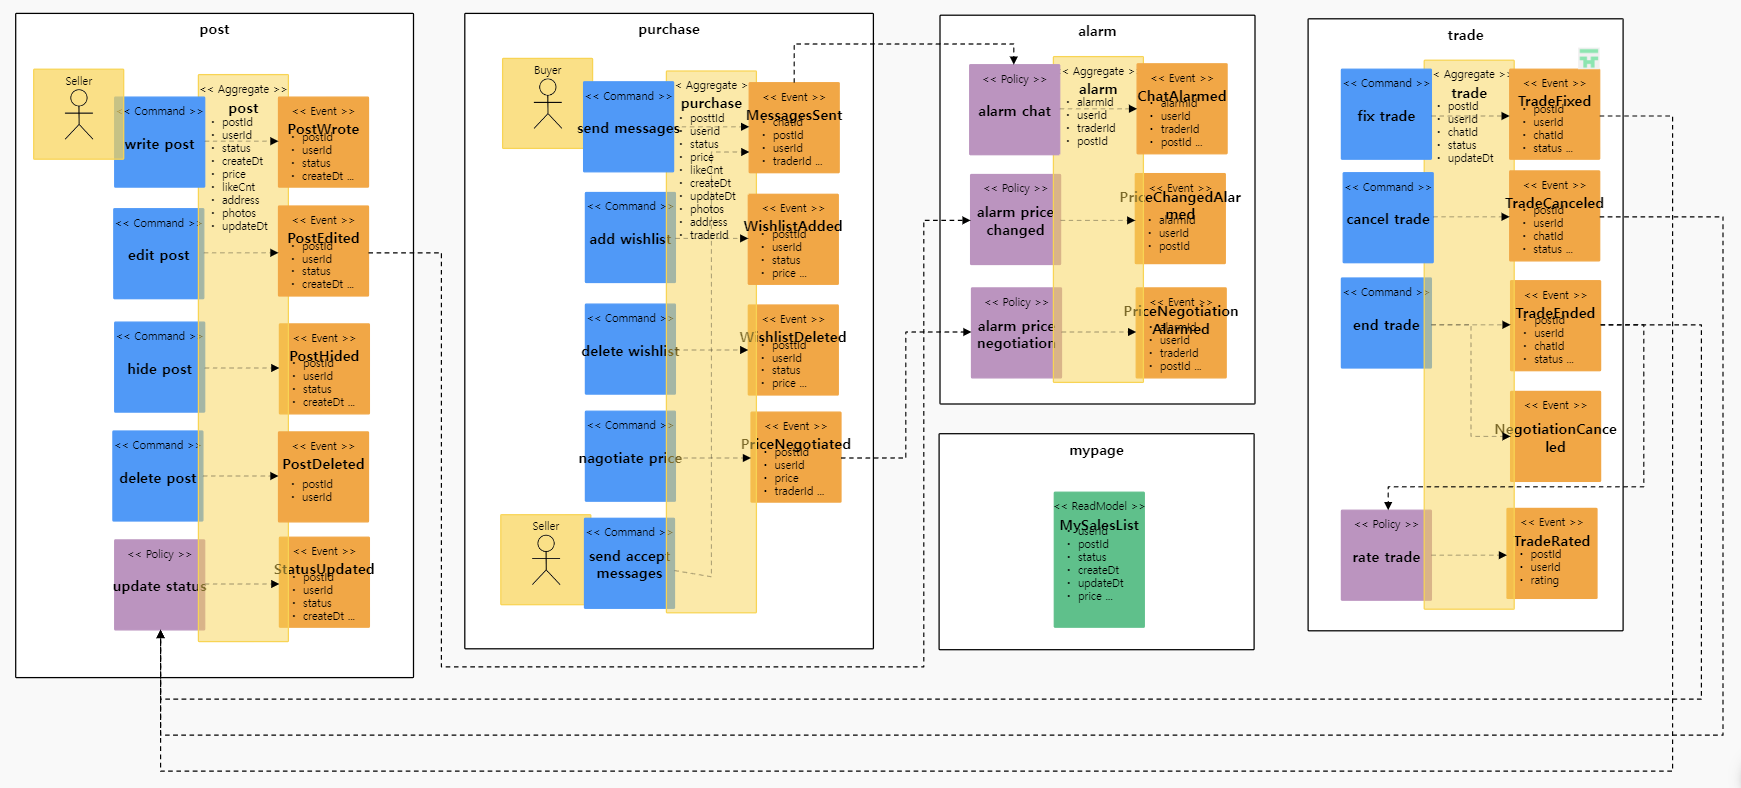 post
Seller
<< Command >>
write post
<< Aggregate >>
post
· postId
· userId
· status
· createDt
· price
· likeCnt
· address
· photos
· updateDt
<< Event >>
PostWrote
· postId
· userId
· status
· createDt ...
<< Command >>
edit post
<< Event >>
PostEdited
· postId
· userId
· status
· createDt ...
<< Command >>
hide post
<< Event >>
PostHided
· postId
· userId
· status
· createDt ...
<< Command >>
delete post
<< Event >>
PostDeleted
· postId
· userId
<< Policy >>
update status
<< Event >>
StatusUpdated
· postId
· userId
· status
· createDt ...
purchase
Buyer
<< Command >>
send messages
<< Aggregate >>
purchase
· posttId
· userId
· status
· price
· likeCnt
· createDt
· updateDt
· photos
· address
· traderId
<< Event >>
MessagesSent
· chatId
· postId
· userId
· traderId ...
<< Command >>
add wishlist
<< Event >>
WishlistAdded
· posttId
· userId
· status
· price ...
<< Command >>
delete wishlist
<< Event >>
WishlistDeleted
· posttId
· userId
· status
· price ...
<< Command >>
nagotiate price
<< Event >>
PriceNegotiated
· postId
· userId
· price
· traderId ...
Seller
<< Command >>
send accept
messages
alarm
<< Policy >>
alarm chat
<< Aggregate >>
alarm
· alarmId
· userId
· traderId
· postId
<< Event >>
ChatAlarmed
· alarmId
· userId
· traderId
· postId ...
<< Policy >>
alarm price
changed
<< Event >>
PriceChangedAlar
med
· alarmId
· userId
· postId
<< Policy >>
alarm price
negotiation
<< Event >>
PriceNegotiation
Alarmed
· alarmId
· userId
· traderId
· postId ...
mypage
<< ReadModel >>
MySalesList
· userId
· postId
· status
· createDt
· updateDt
· price ...
trade
<< Command >>
fix trade
<< Aggregate >>
trade
· postId
· userId
· chatId
· status
· updateDt
<< Event >>
TradeFixed
· postId
· userId
· chatId
· status ...
<< Command >>
cancel trade
<< Event >>
TradeCanceled
· postId
· userId
· chatId
· status ...
<< Command >>
end trade
<< Event >>
TradeEnded
· postId
· userId
· chatId
· status ...
<< Event >>
NegotiationCance
led
<< Policy >>
rate trade
<< Event >>
TradeRated
· postId
· userId
· rating